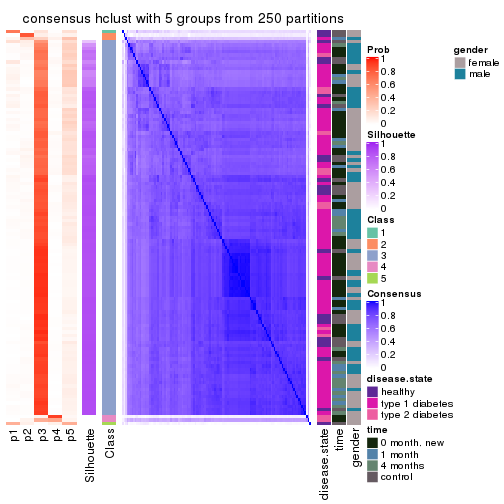 consensus hclust with 5 groups from 250 partitions
Prob
1
0.8
0.6
0.4
0.2
0
gender
female
male
Silhouette
1
0.8
0.6
0.4
0.2
0
Class
1
2
3
4
5
Consensus
1
0.8
0.6
0.4
0.2
0
disease.state
healthy
type 1 diabetes
type 2 diabetes
time
0 month. new
1 month
4 months
control
p1
p2
p3
p4
p5
Silhouette
Class
disease.state
time
gender